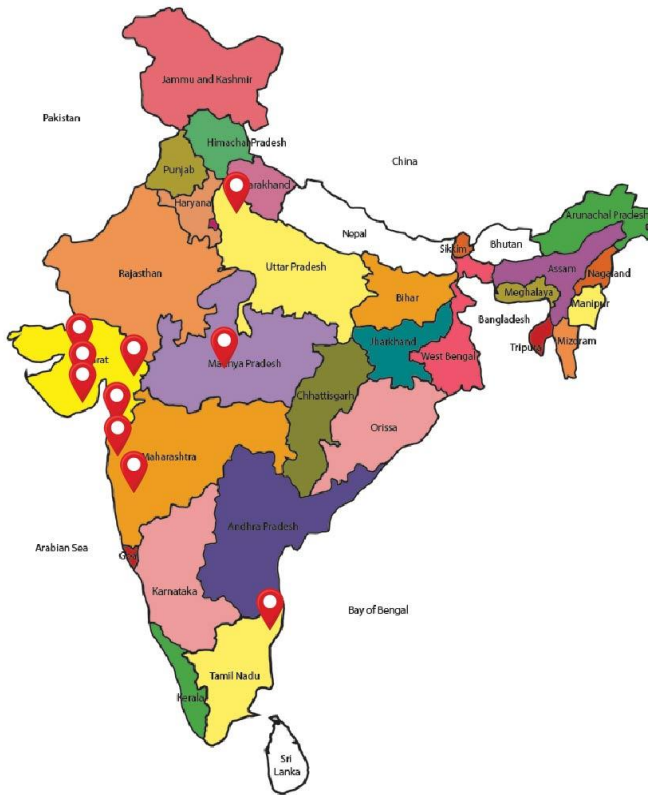 Jammu and Kashmir
Pakistan
Himachal Pradesh
China
Punjab
arakhand
Haryana
Arunachal Pradesh
Nepal
Sikkim
Bhutan
Uttar Pradesh
Assam
Rajasthan
Nagaland
Bihar
Meghalaya
Manipur
Bangladesh
Jharkhand
West Bengal
Tripura
Mizoram
rat
Madhya Pradesh
Chhattisgarh
Orissa
Maharashtra
Andhra Pradesh
Arabian Sea
Goa
Karnataka
Bay of Bengal
Tamil Nadu
Kerala
Sri
Lanka